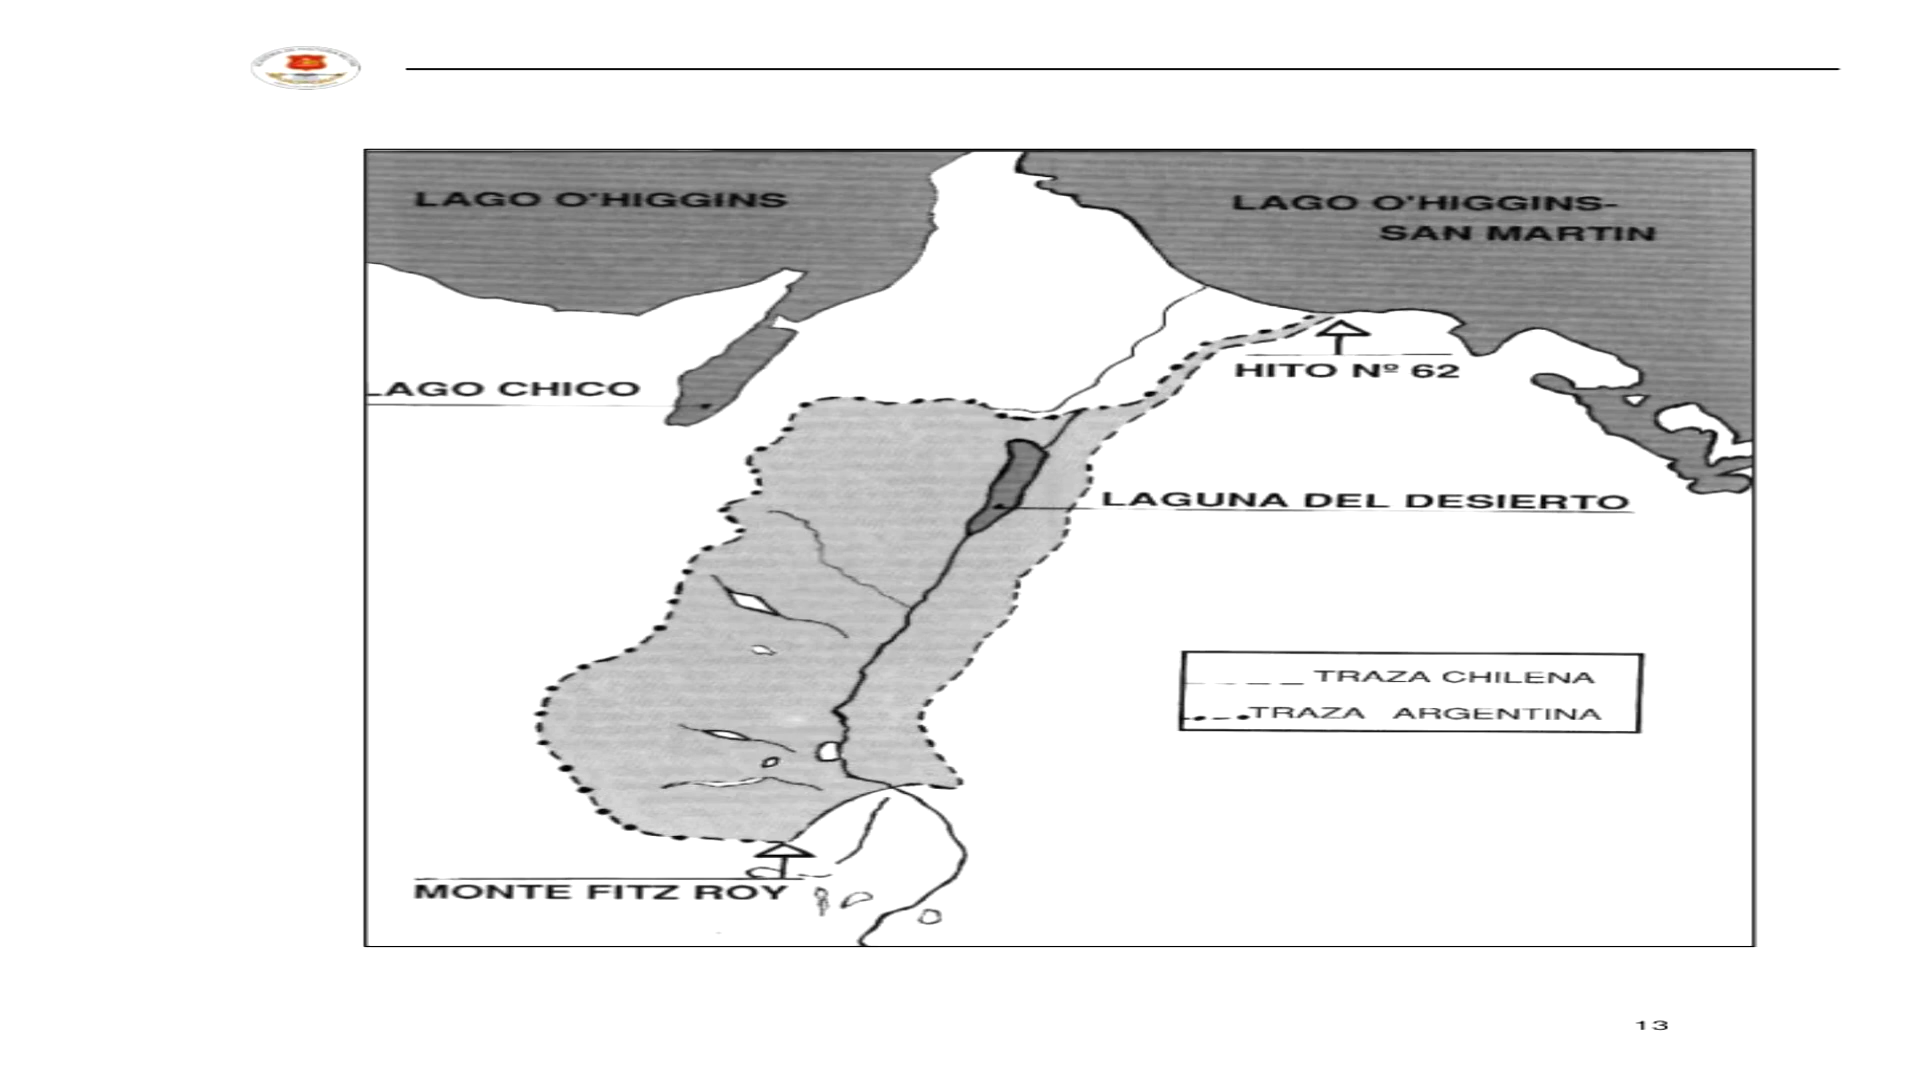 LAGO O'HIGGINS
LAGO O'HIGGINS-
SAN MARTIN
HITO Nº 62
LAGO CHICO
LAGUNA DEL DESIERTO
TRAZA CHILENA
TRAZA ARGENTINA
MONTE FITZ ROY
13